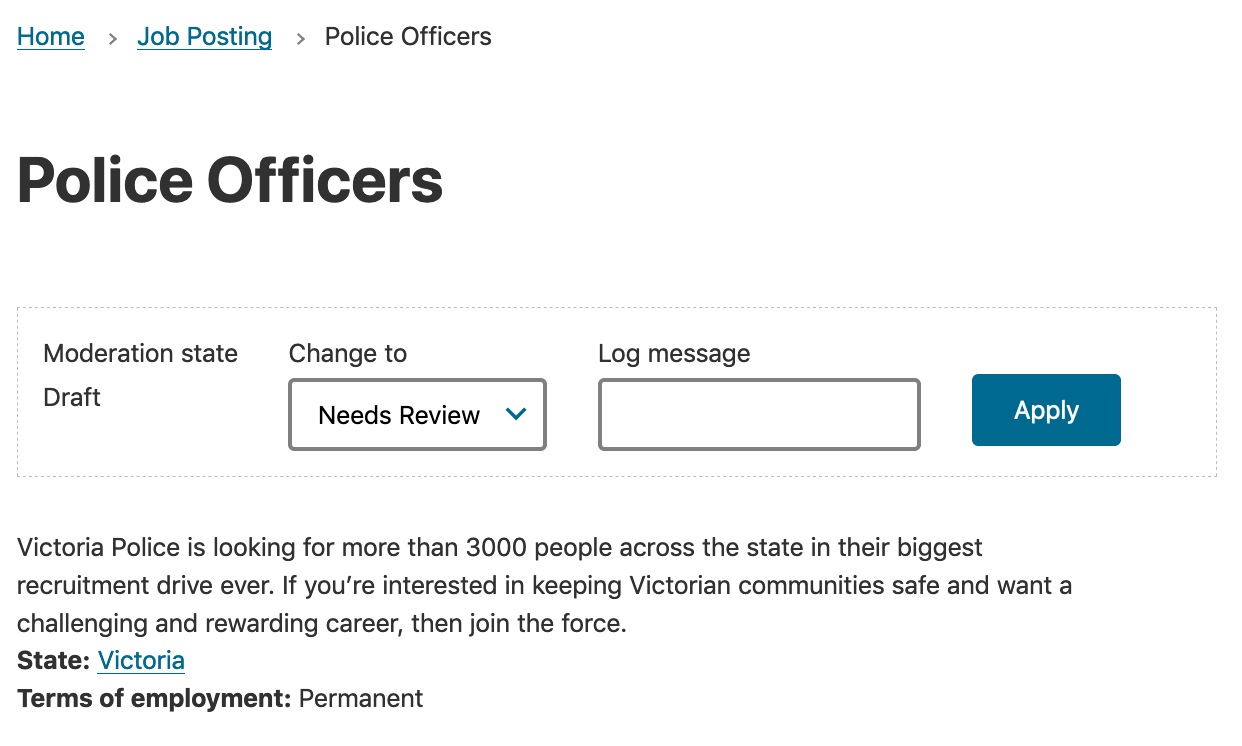 Home > Job Posting > Police Officers
Police Officers
Moderation state
Draft
Change to
Needs Review
Log message
Apply
Victoria Police is looking for more than 3000 people across the state in their biggest
recruitment drive ever. If you’re interested in keeping Victorian communities safe and want a
challenging and rewarding career, then join the force.
State: Victoria
Terms of employment: Permanent